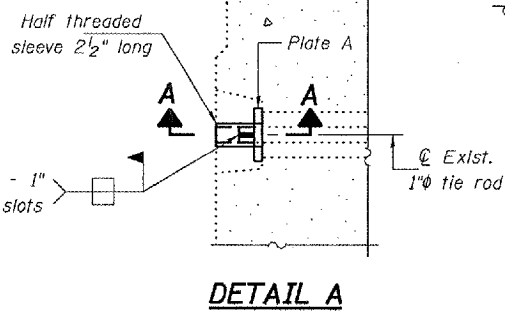 Half threaded
sleeve 2½" long
Plate A
A
A
- 1"
slots
℄ Exist.
1"φ tie rod
DETAIL A